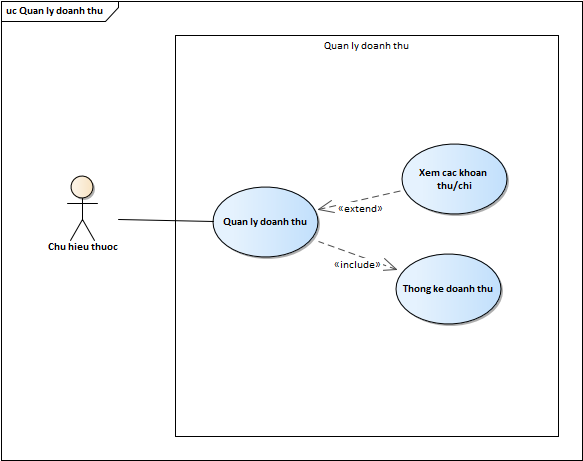 uc Quan ly doanh thu
Quan ly doanh thu
Xem cac khoan
thu/chi
«extend»
Quan ly doanh thu
Chu hieu thuoc
«include»
Thong ke doanh thu